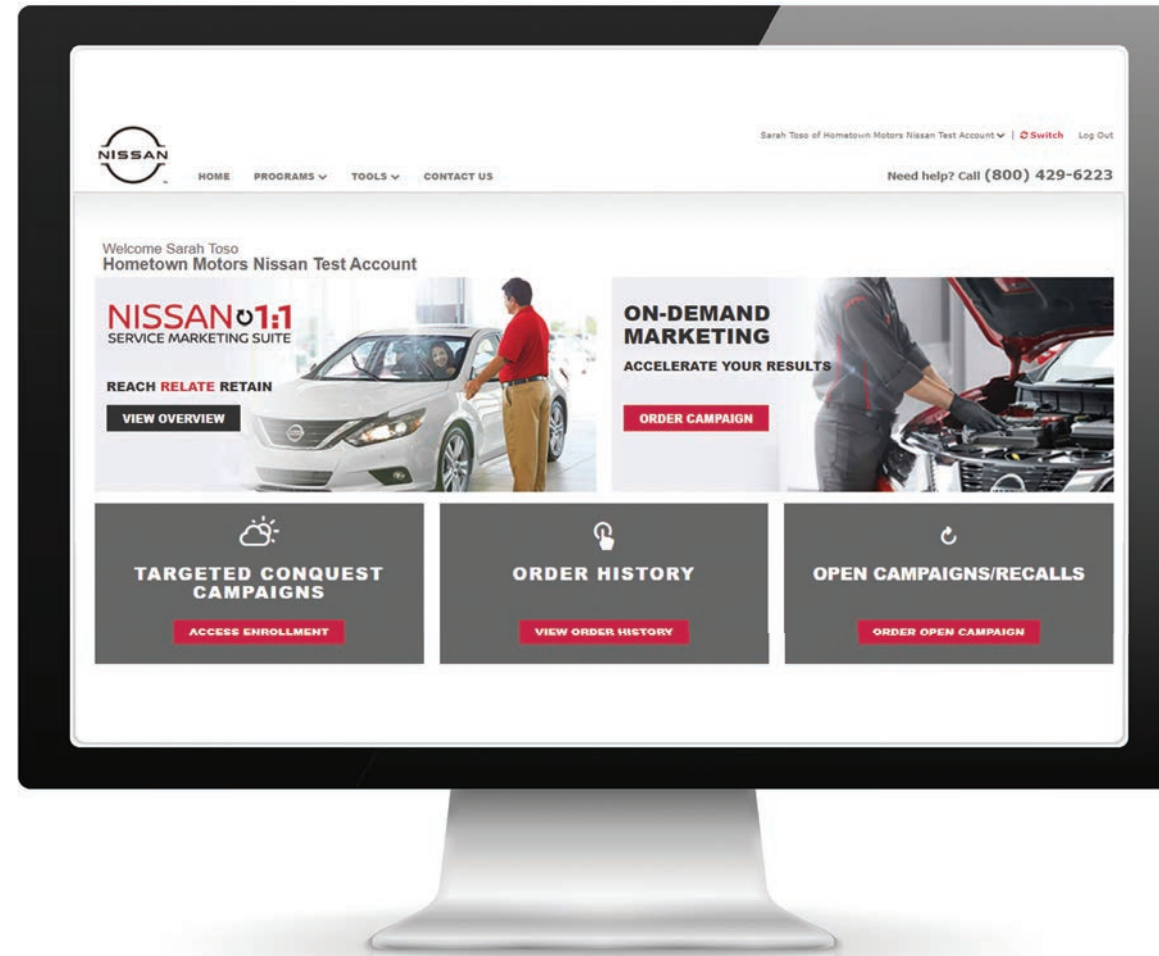 Sarah Toso of Hometown Motors Nissan Test Account | Switch Log Out
NISSAN
HOME PROGRAMS TOOLS CONTACT US
Need help? Call (800) 429-6223
Welcome Sarah Toso
Hometown Motors Nissan Test Account
NISSAN 1:1
SERVICE MARKETING SUITE
REACH RELATE RETAIN
VIEW OVERVIEW
ON-DEMAND
MARKETING
ACCELERATE YOUR RESULTS
ORDER CAMPAIGN
TARGETED CONQUEST
CAMPAIGNS
ACCESS ENROLLMENT
ORDER HISTORY
VIEW ORDER HISTORY
OPEN CAMPAIGNS/RECALLS
ORDER OPEN CAMPAIGN